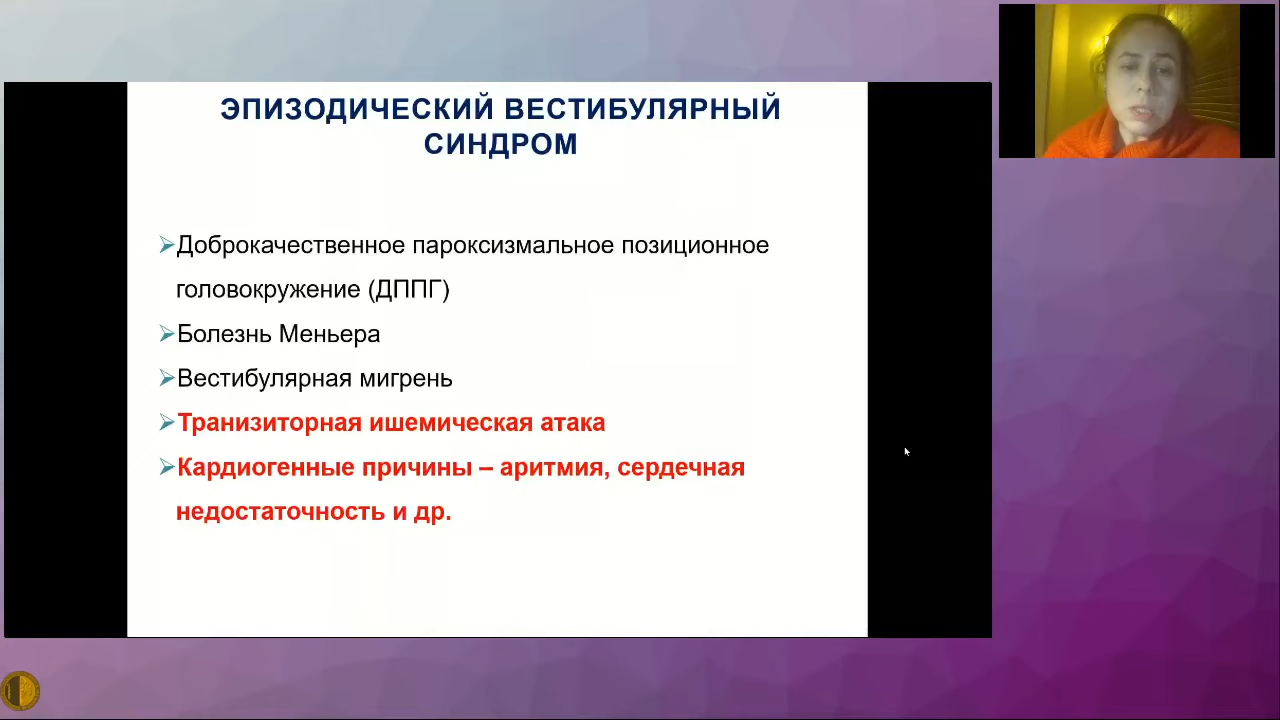 ЭПИЗОДИЧЕСКИЙ ВЕСТИБУЛЯРНЫЙ
СИНДРОМ
Доброкачественное пароксизмальное позиционное
головокружение (ДППГ)
Болезнь Меньера
Вестибулярная мигрень
Транизиторная ишемическая атака
Кардиогенные причины – аритмия, сердечная
недостаточность и др.